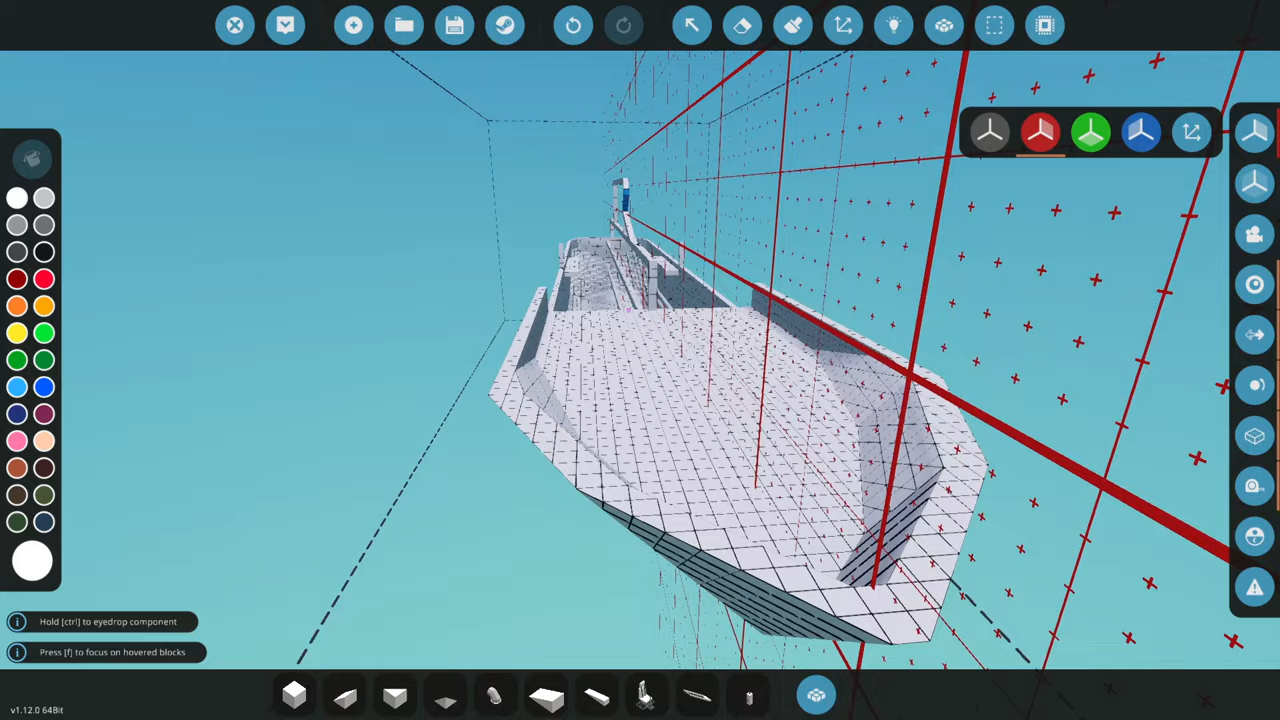 Hold [ctrl] to eyedrop component
Press [f] to focus on hovered blocks
v1.12.0 64Bit